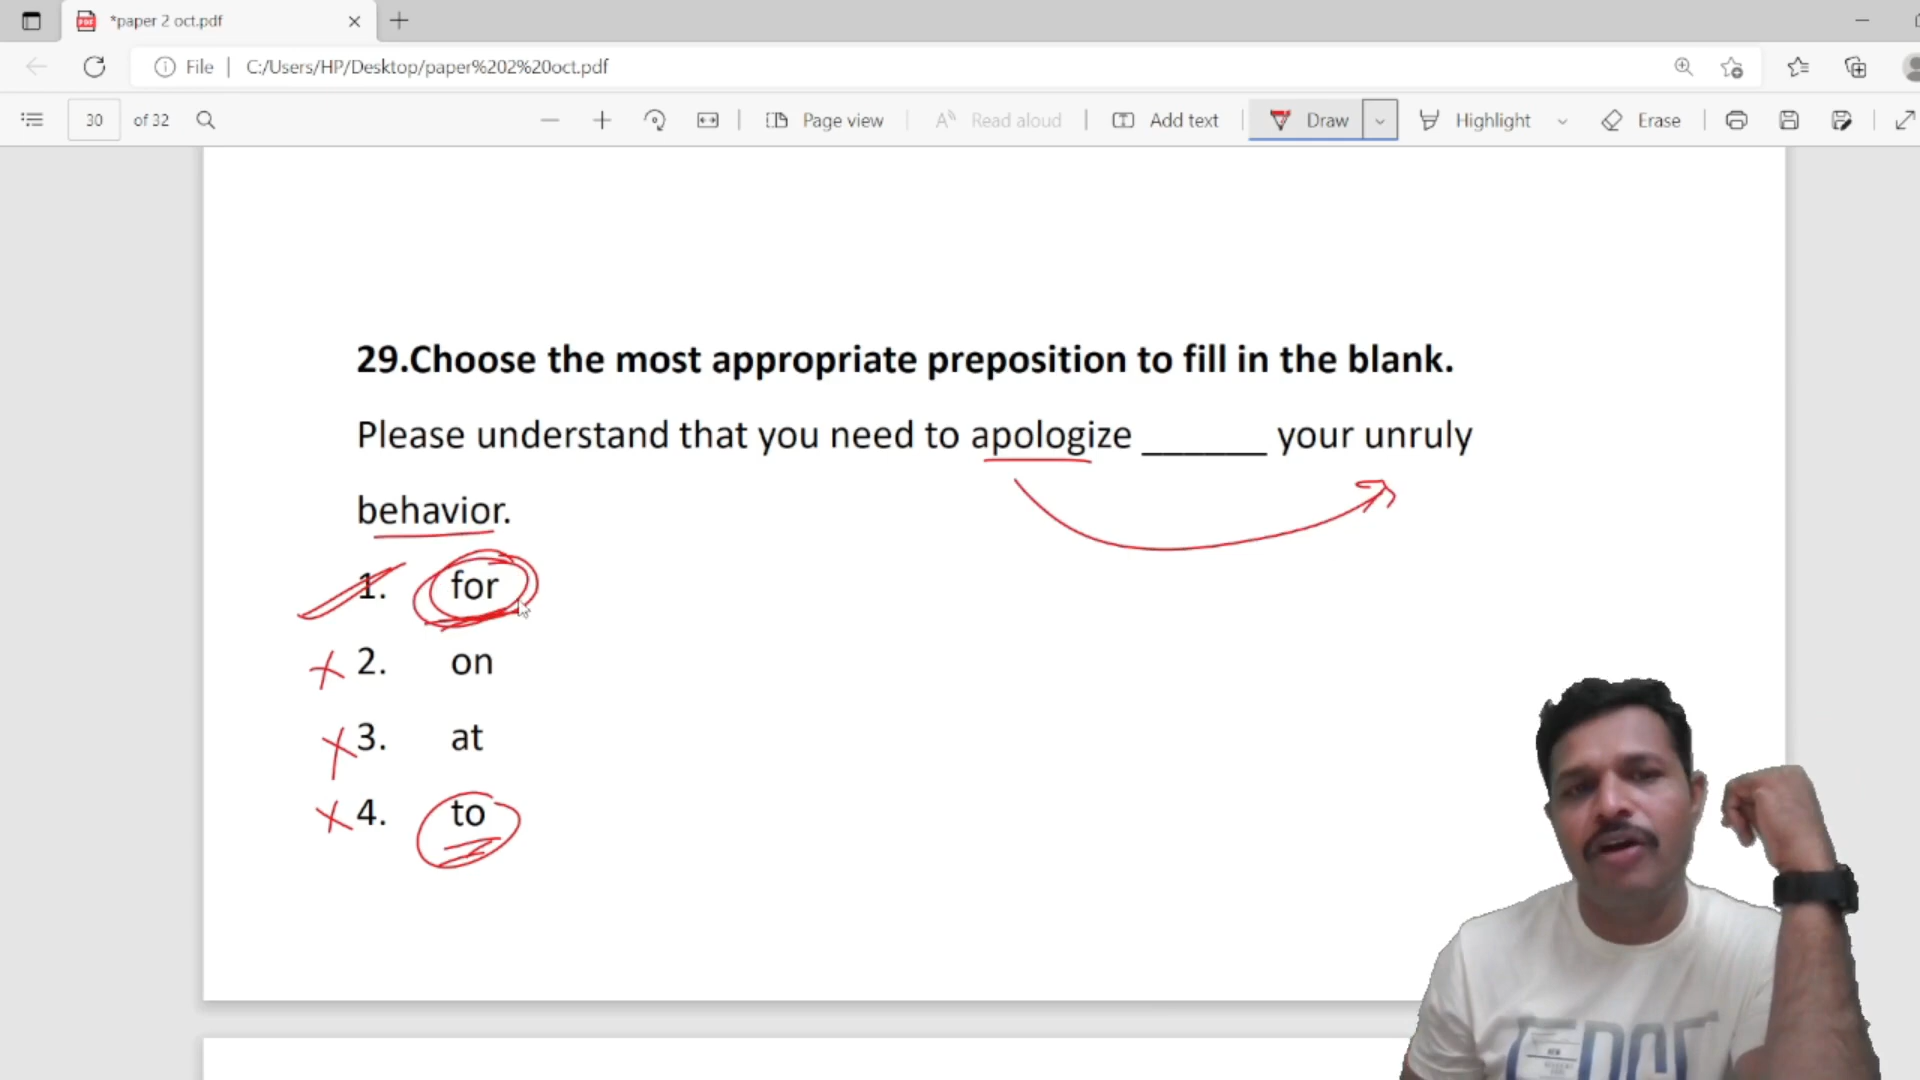 *paper 2 oct.pdf
File | C:/Users/HP/Desktop/paper%202%20oct.pdf
30 of 32 Page view Read aloud Add text Draw Highlight Erase
29.Choose the most appropriate preposition to fill in the blank.
Please understand that you need to apologize ______ your unruly
behavior.
1. for
2. on
3. at
4. to